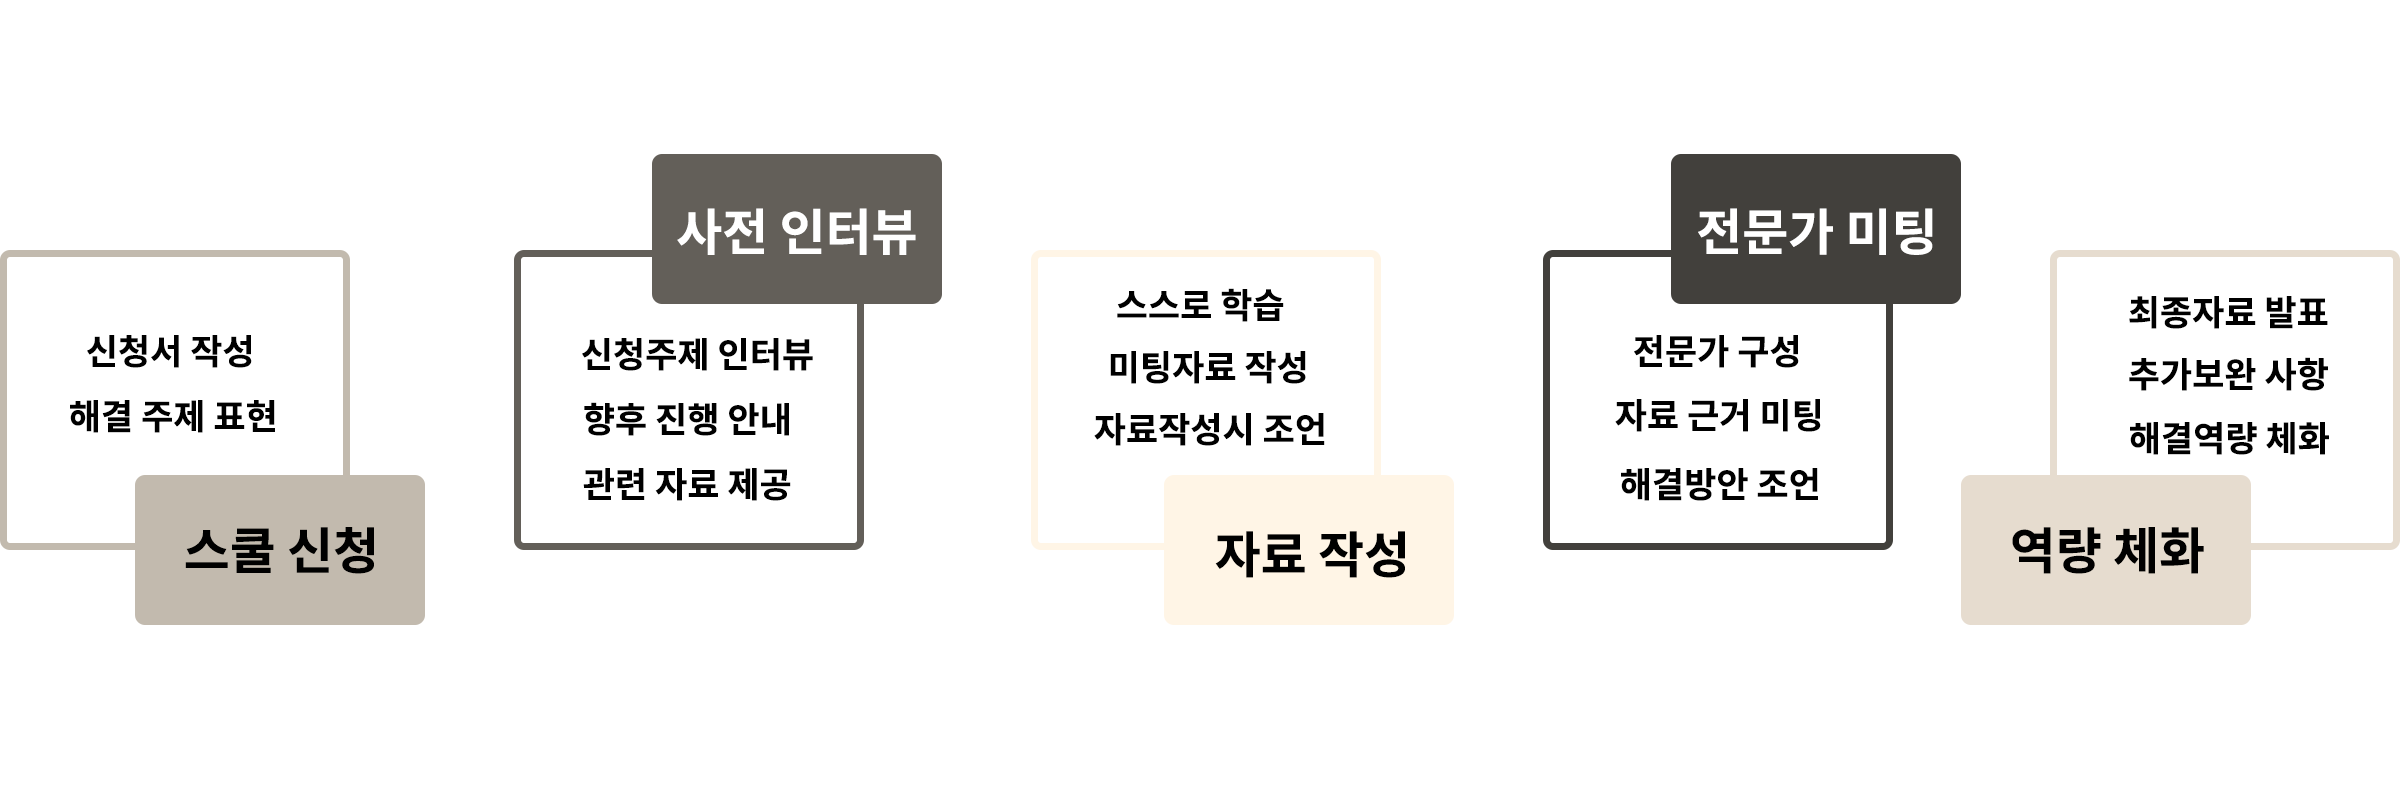 신청서 작성
해결 주제 표현
스쿨 신청
사전 인터뷰
신청주제 인터뷰
향후 진행 안내
관련 자료 제공
스스로 학습
미팅자료 작성
자료작성시 조언
자료 작성
전문가 미팅
전문가 구성
자료 근거 미팅
해결방안 조언
최종자료 발표
추가보완 사항
해결역량 체화
역량 체화